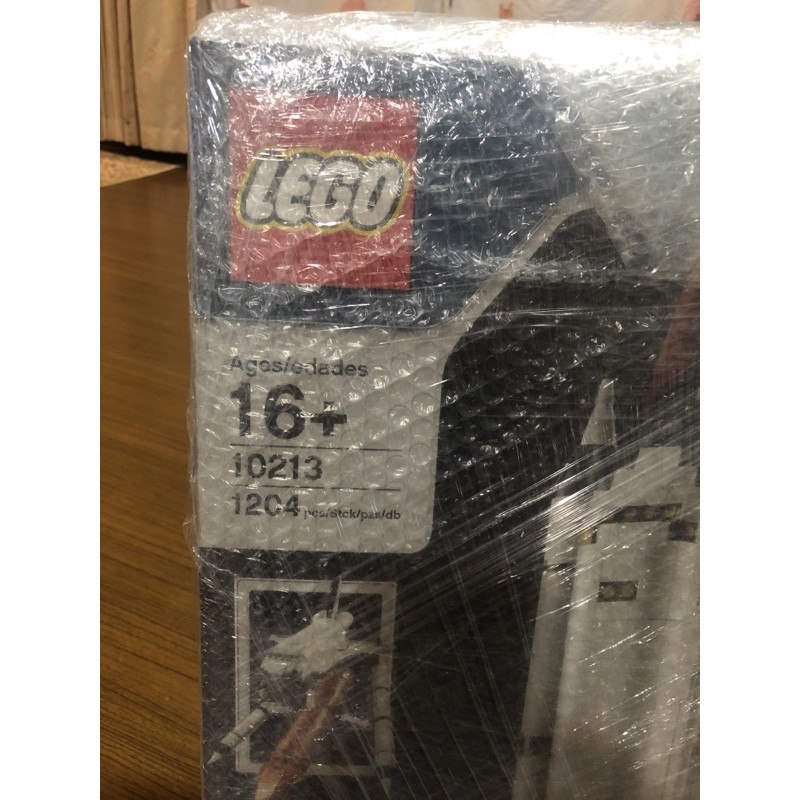 LEGO
Ages/edades
16+
10213
1204 pcs/stck/pzs/db